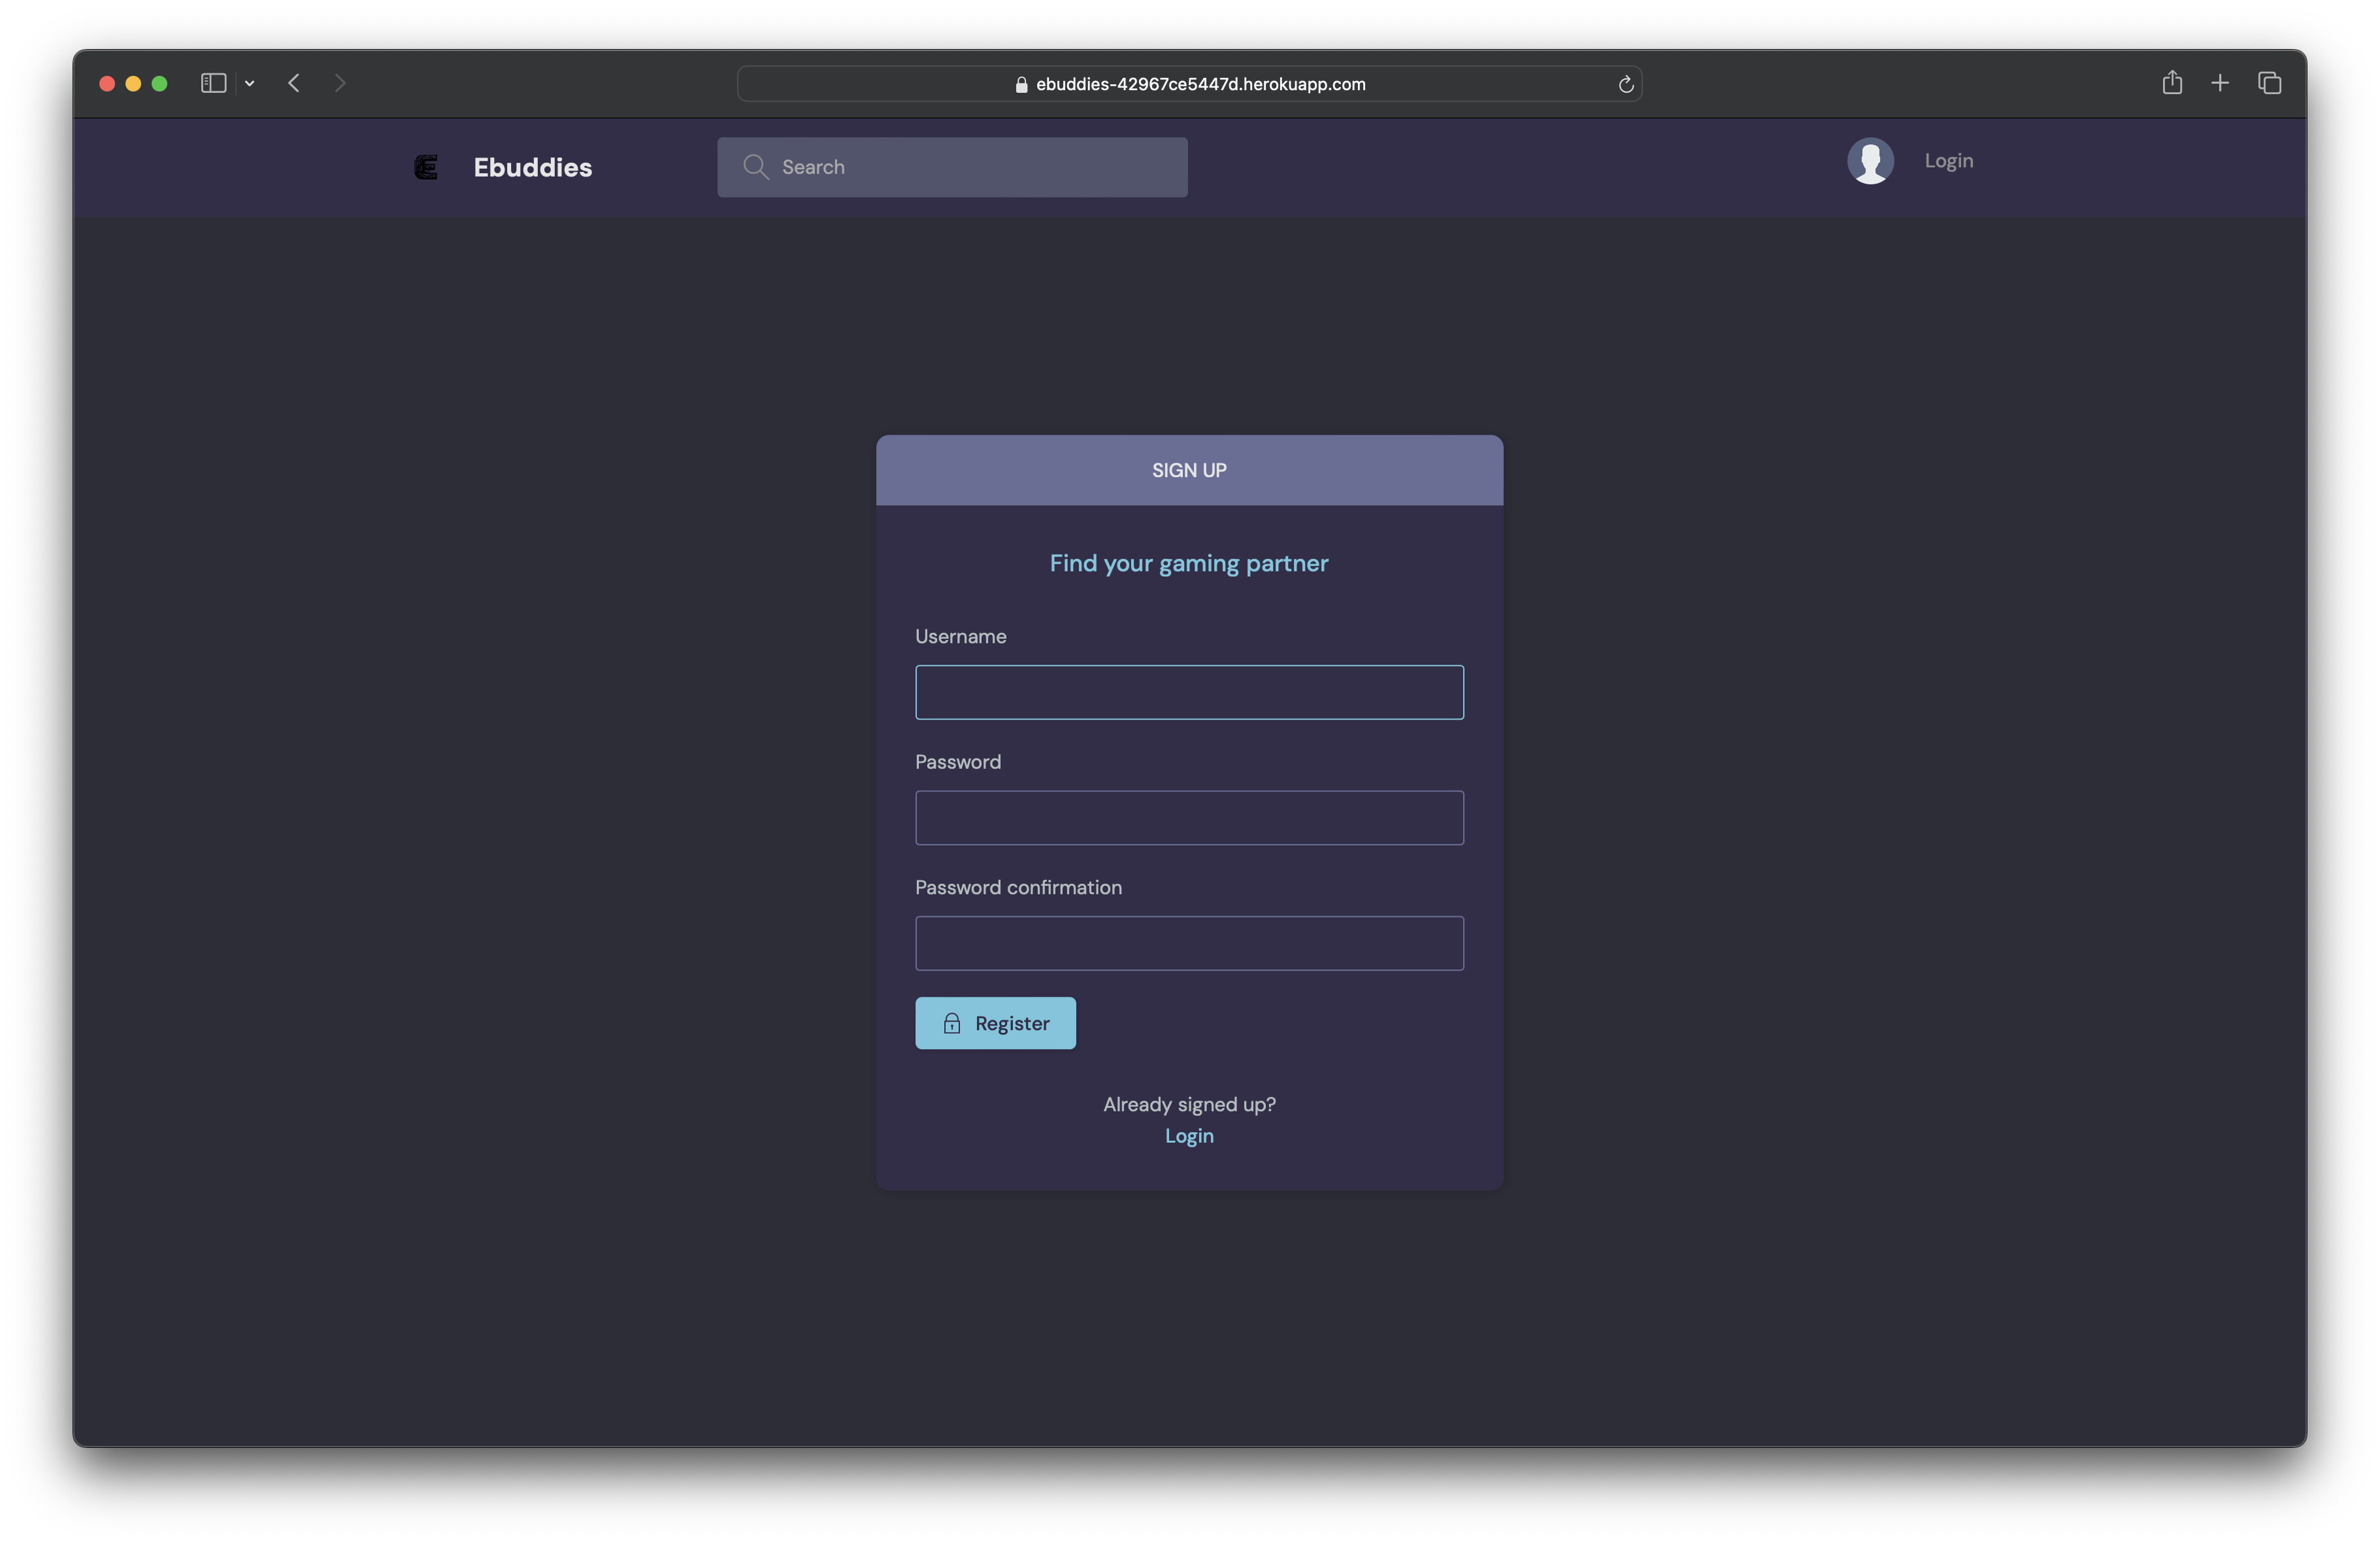 ebuddies-42967ce5447d.herokuapp.com
Ebuddies
Search
Login
SIGN UP
Find your gaming partner
Username
Password
Password confirmation
Register
Already signed up?
Login